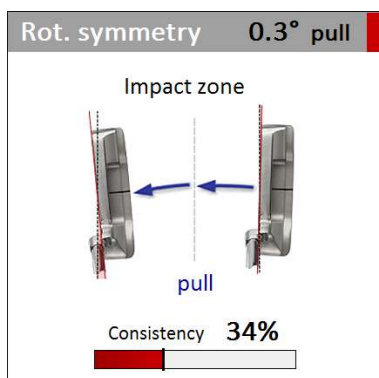 Rot. symmetry 0.3° pull
Impact zone
pull
Consistency 34%